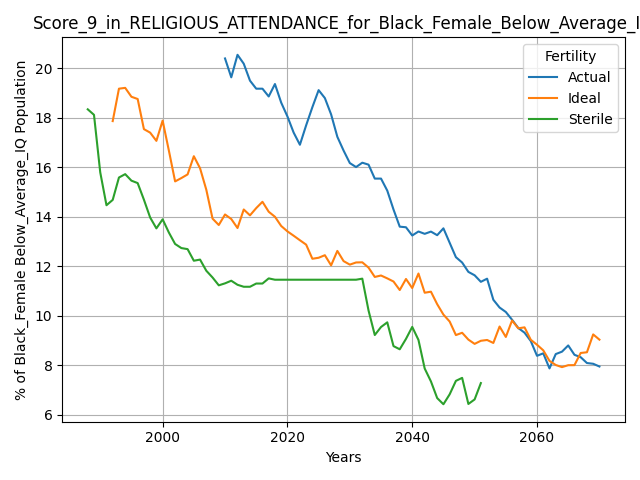 Score_9_in_RELIGIOUS_ATTENDANCE_for_Black_Female_Below_Average_I
% of Black_Female Below_Average_IQ Population
20
18
16
14
12
10
8
6
2000
2020
2040
2060
Years
Fertility
Actual
Ideal
Sterile